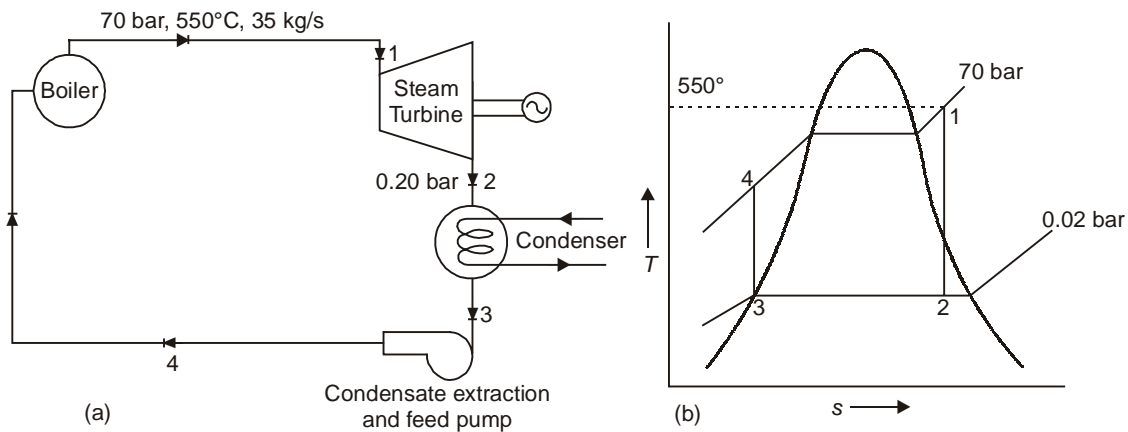 70 bar, 550°C, 35 kg/s
1
Boiler
Steam
Turbine
0.20 bar
2
Condenser
3
4
Condensate extraction
and feed pump
(a)
550°
70 bar
1
4
0.02 bar
T
3
2
(b)
s